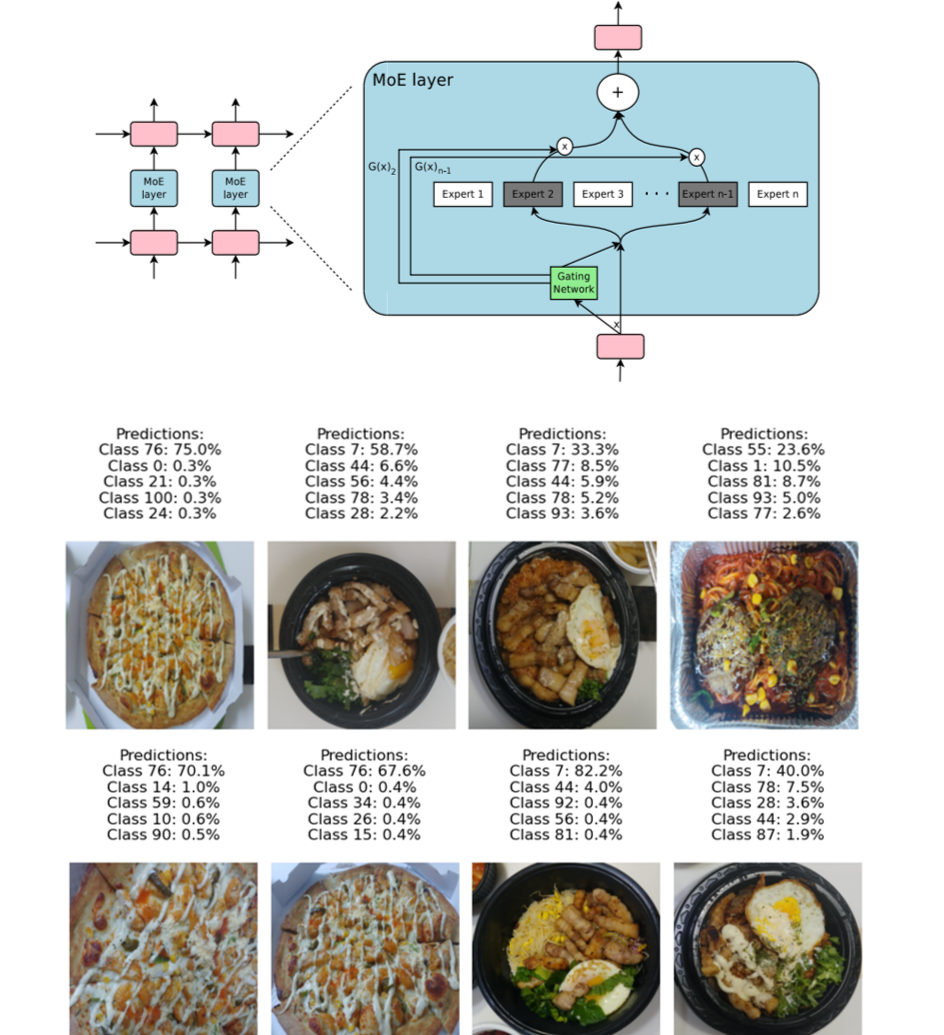 MoE layer
+
x
x
G(x)2
G(x)n-1
MoE
layer
MoE
layer
Expert 1
Expert 2
Expert 3
...
Expert n-1
Expert n
Gating
Network
x
Predictions:
Class 76: 75.0%
Class 0: 0.3%
Class 21: 0.3%
Class 100: 0.3%
Class 24: 0.3%
Predictions:
Class 7: 58.7%
Class 44: 6.6%
Class 56: 4.4%
Class 78: 3.4%
Class 28: 2.2%
Predictions:
Class 7: 33.3%
Class 77: 8.5%
Class 44: 5.9%
Class 78: 5.2%
Class 93: 3.6%
Predictions:
Class 55: 23.6%
Class 1: 10.5%
Class 81: 8.7%
Class 93: 5.0%
Class 77: 2.6%
Predictions:
Class 76: 70.1%
Class 14: 1.0%
Class 59: 0.6%
Class 10: 0.6%
Class 90: 0.5%
Predictions:
Class 76: 67.6%
Class 0: 0.4%
Class 34: 0.4%
Class 26: 0.4%
Class 15: 0.4%
Predictions:
Class 7: 82.2%
Class 44: 4.0%
Class 92: 0.4%
Class 56: 0.4%
Class 81: 0.4%
Predictions:
Class 7: 40.0%
Class 78: 7.5%
Class 28: 3.6%
Class 44: 2.9%
Class 87: 1.9%